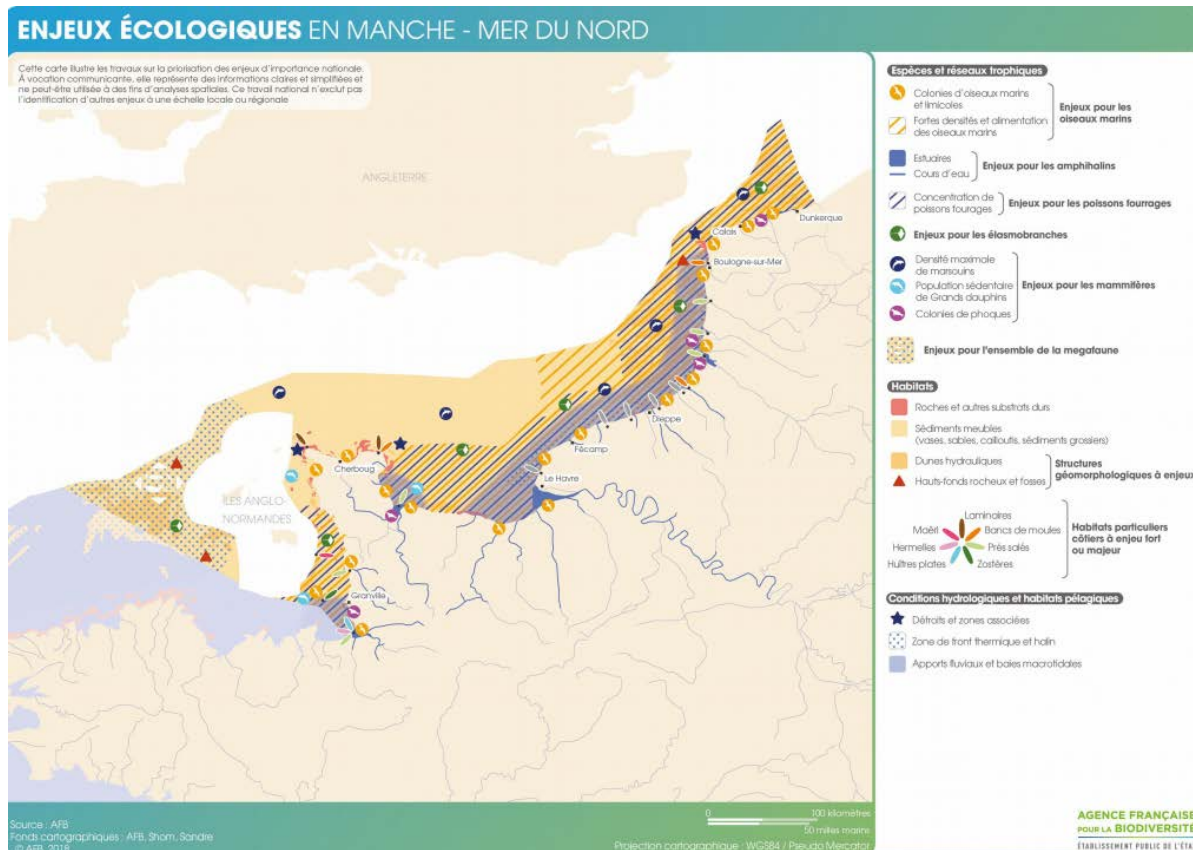 ENJEUX ÉCOLOGIQUES EN MANCHE - MER DU NORD
Cette carte illustre les travaux sur la priorisation des enjeux d'importance nationale.
À vocation communicante, elle représente des informations claires et simplifiées et
ne peut-être utilisée à des fins d'analyses spatiales. Ce travail national n'exclut pas
l'identification d'autres enjeux à une échelle locale ou régionale
ANGLETERRE
Dunkerque
Calais
Boulogne-sur-Mer
Dieppe
Fécamp
Le Havre
Cherboug
ÎLES ANGLO-
NORMANDES
Granville
Espèces et réseaux trophiques
Colonies d'oiseaux marins
et limicoles
Fortes densités et alimentation
des oiseaux marins
Enjeux pour les
oiseaux marins
Estuaires
Cours d'eau
Enjeux pour les amphihalins
Concentration de
poissons fourages
Enjeux pour les poissons fourrages
Enjeux pour les élasmobranches
Densité maximale
de marsouins
Population sédentaire
de Grands dauphins
Colonies de phoques
Enjeux pour les mammifères
Enjeux pour l'ensemble de la megafaune
Habitats
Roches et autres substrats durs
Sédiments meubles
(vases, sables, cailloutis, sédiments grossiers)
Dunes hydrauliques
Hauts-fonds rocheux et fosses
Structures
géomorphologiques à enjeux
Laminaires
Maërl
Bancs de moules
Hermelles
Prés salés
Huîtres plates
Zostères
Habitats particuliers
côtiers à enjeu fort
ou majeur
Conditions hydrologiques et habitats pélagiques
Détroits et zones associées
Zone de front thermique et halin
Apports fluviaux et baies macrotidales
Source : AFB
Fonds cartographiques : AFB, Shom, Sandre
© AFB, 2018
0 100 kilomètres
50 milles marins
Projection cartographique : WGS84 / Pseudo Mercator
AGENCE FRANÇAISE
POUR LA BIODIVERSITÉ
ÉTABLISSEMENT PUBLIC DE L'ÉTA